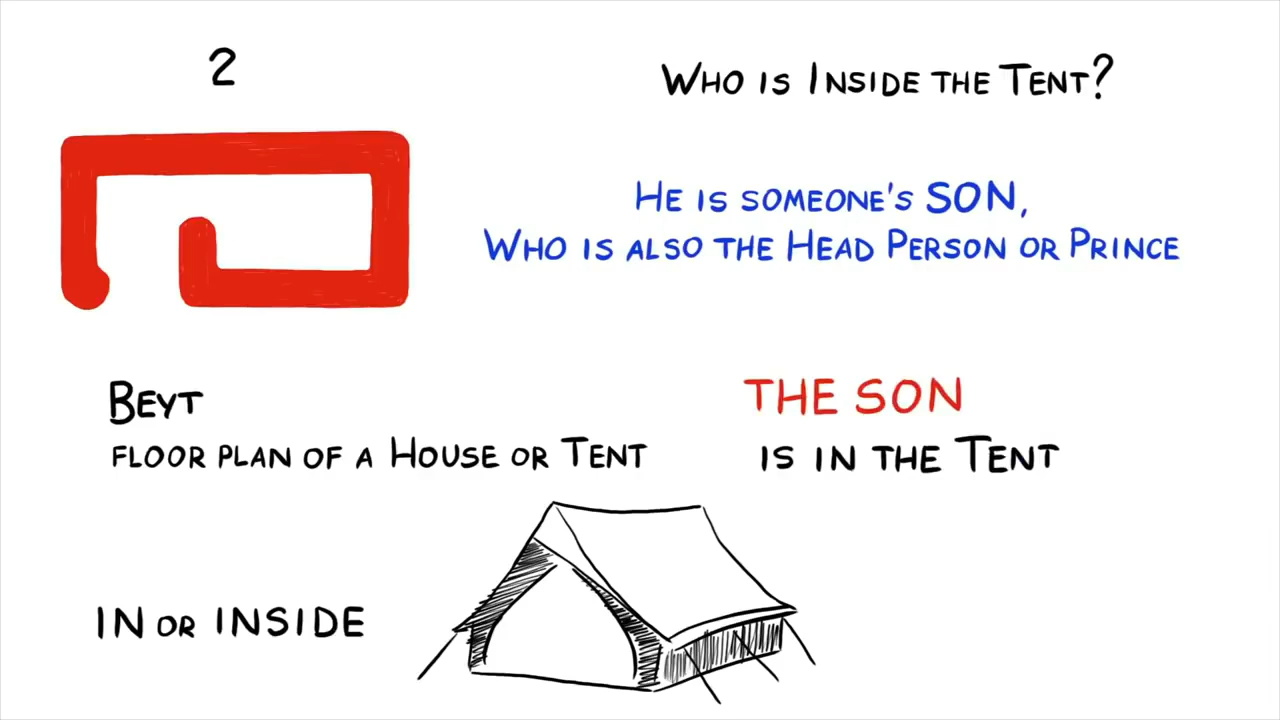 2
WHO IS INSIDE THE TENT?
HE IS SOMEONE'S SON,
WHO IS ALSO THE HEAD PERSON OR PRINCE
BEYT
FLOOR PLAN OF A HOUSE OR TENT
THE SON
IS IN THE TENT
IN OR INSIDE